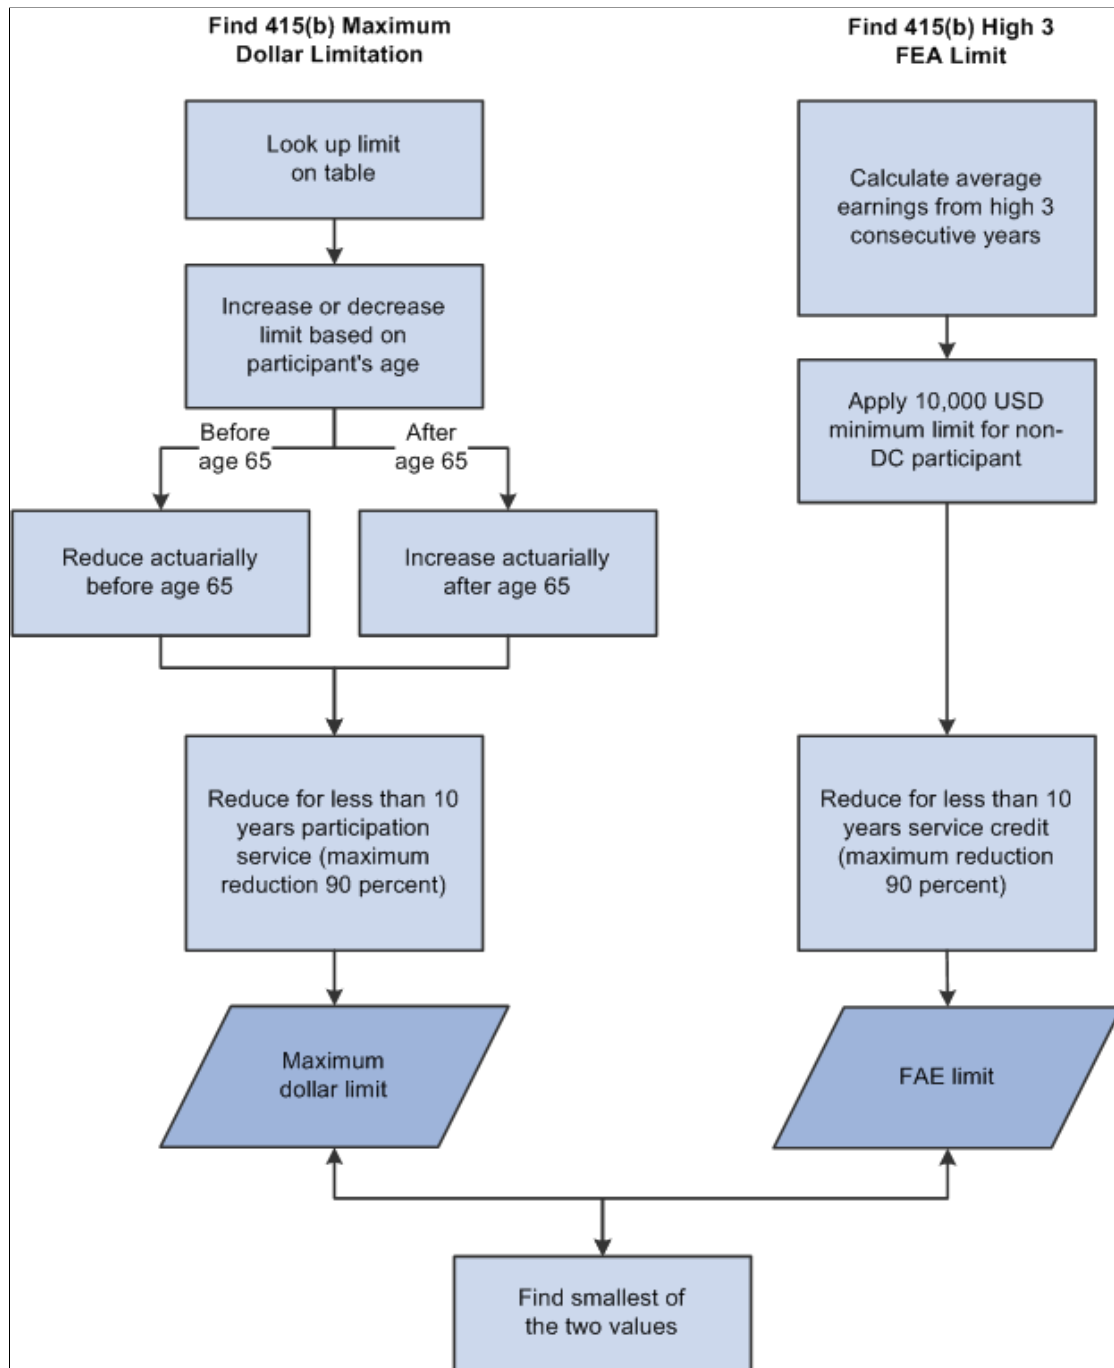 Find 415(b) Maximum
Dollar Limitation
Look up limit
on table
Increase or decrease
limit based on
participant's age
Before
age 65
After
age 65
Reduce actuarially
before age 65
Increase actuarially
after age 65
Reduce for less than 10
years participation
service (maximum
reduction 90 percent)
Maximum
dollar limit
Find 415(b) High 3
FEA Limit
Calculate average
earnings from high 3
consecutive years
Apply 10,000 USD
minimum limit for non-
DC participant
Reduce for less than 10
years service credit
(maximum reduction
90 percent)
FAE limit
Find smallest of
the two values